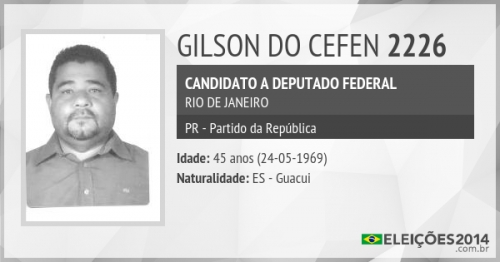 GILSON DO CEFEN 2226
CANDIDATO A DEPUTADO FEDERAL
RIO DE JANEIRO
PR - Partido da República
Idade: 45 anos (24-05-1969)
Naturalidade: ES - Guacui
ELEIÇÕES2014
.com.br